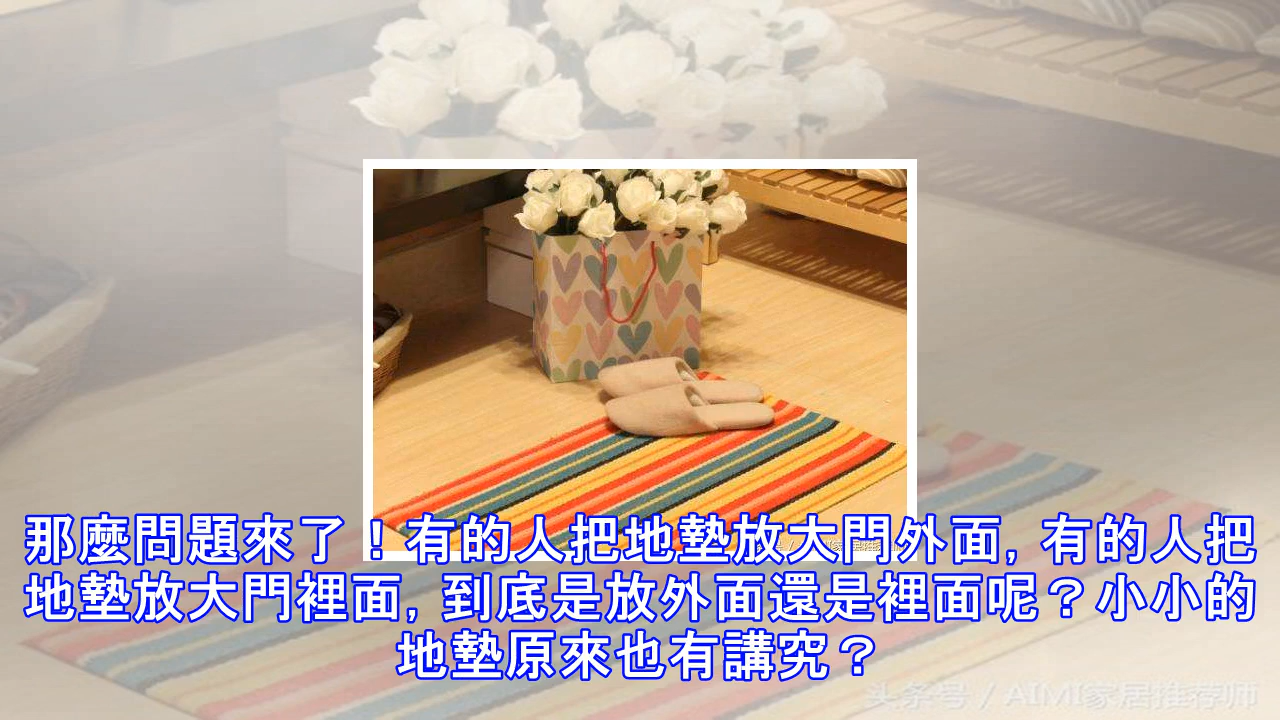 那麼問題來了！有的人把地墊放大門外面，有的人把
地墊放大門裡面，到底是放外面還是裡面呢？小小的
地墊原來也有講究？
头条号 / AIMI家居推荐师